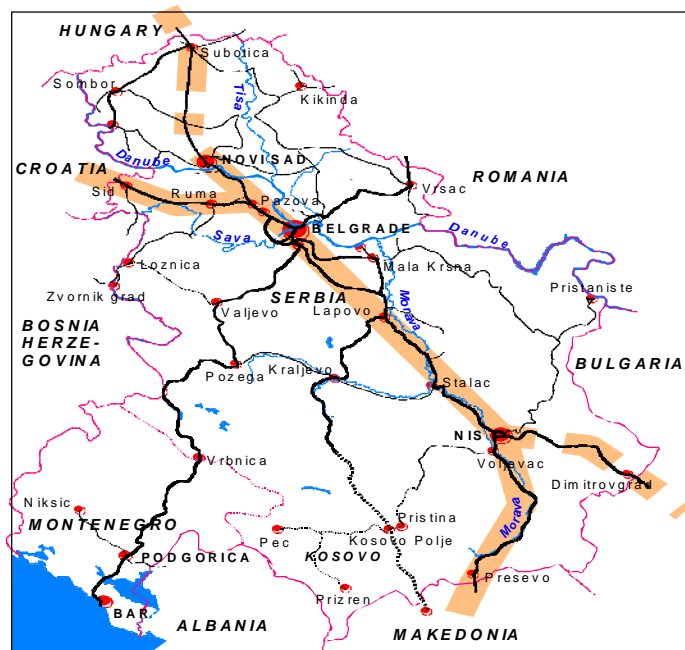 HUNGARY
Subotica
Sombor
Kikinda
Tisa
Danube
NOVISAD
CROATIA
ROMANIA
Sid
Ruma
Pazova
Vrsac
BELGRADE
Sava
Danube
Loznica
Mala Krsna
Zvornik grad
SERBIA
Morava
Pristaniste
Valjevo
Lapovo
BOSNIA
HERZE-
GOVINA
Pozega
Kraljevo
Stalac
BULGARIA
NIS
Voljevac
Vrbnica
Dimitrovgrad
Niksic
MONTENEGRO
Pristina
Morava
Pec
KOSOVO
Kosovo Polje
PODGORICA
Presevo
Prizren
BAR
ALBANIA
MAKEDONIA